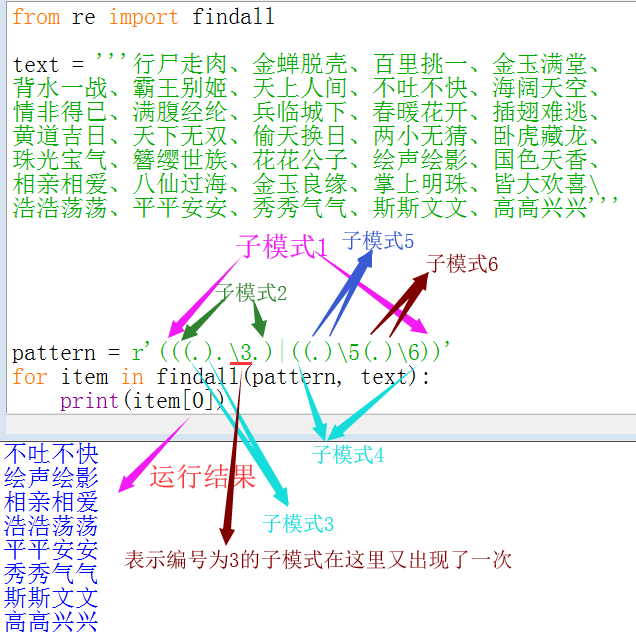 from re import findall
text = '''行尸走肉、金蝉脱壳、百里挑一、金玉满堂、
背水一战、霸王别姬、天上人间、不吐不快、海阔天空、
情非得已、满腹经纶、兵临城下、春暖花开、插翅难逃、
黄道吉日、天下无双、偷天换日、两小无猜、卧虎藏龙、
珠光宝气、簪缨世族、花花公子、绘声绘影、国色天香、
相亲相爱、八仙过海、金玉良缘、掌上明珠、皆大欢喜\
浩浩荡荡、平平安安、秀秀气气、斯斯文文、高高兴兴'''
子模式1
子模式5
子模式6
子模式2
pattern = r'(((.).\3.)|((.)\5(.)\6))'
for item in findall(pattern, text):
    print(item[0])
子模式4
运行结果
子模式3
表示编号为3的子模式在这里又出现了一次
不吐不快
绘声绘影
相亲相爱
浩浩荡荡
平平安安
秀秀气气
斯斯文文
高高兴兴